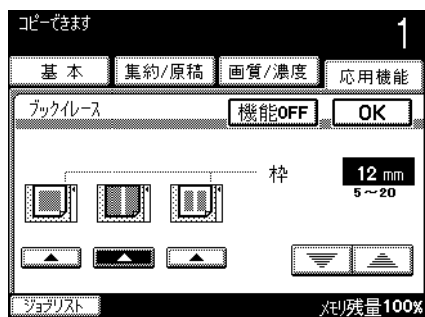 コピーできます
1
基本 集約/原稿 画質/濃度 応用機能
ブックイレース 機能OFF OK
枠 12 mm
5～20
ジョブリスト メモリ残量100%